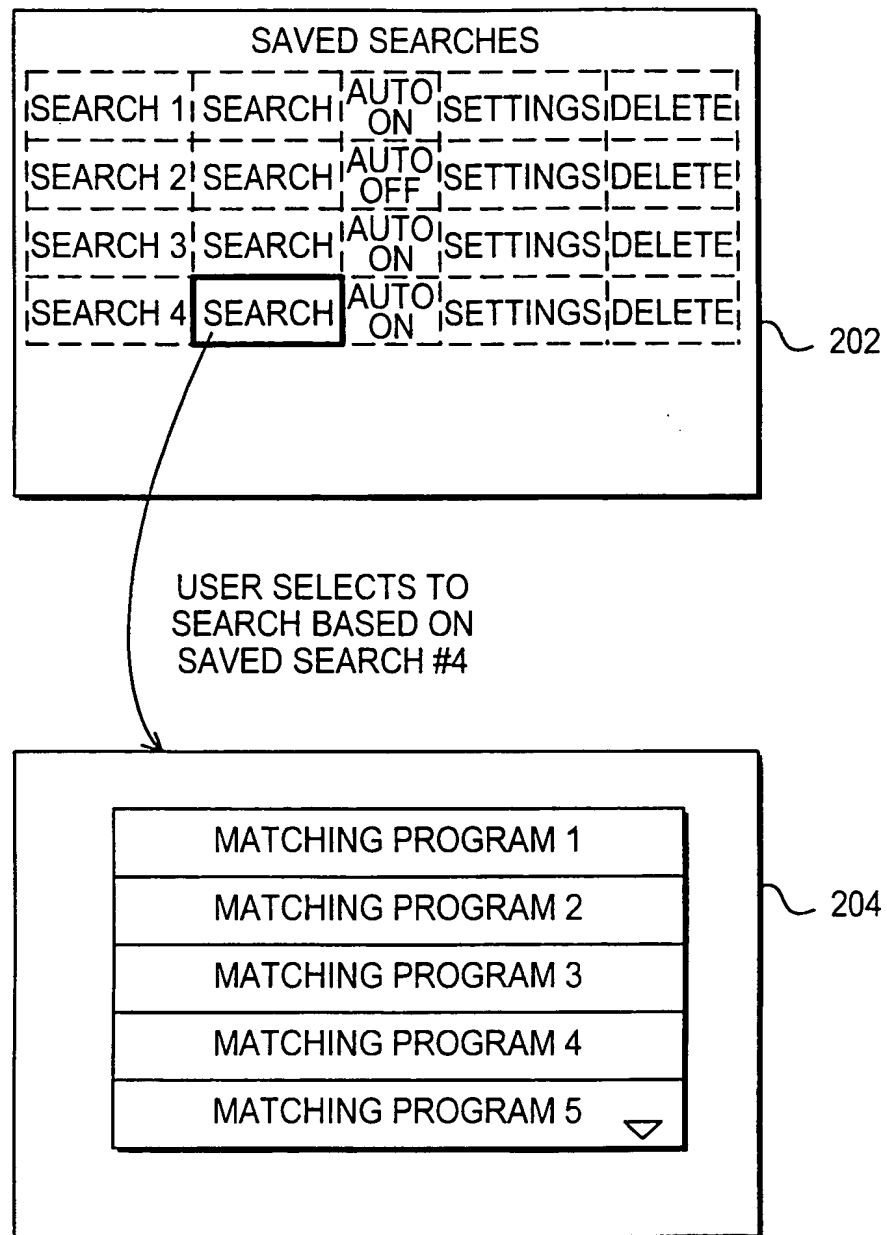 SAVED SEARCHES
SEARCH 1 SEARCH AUTO ON SETTINGS DELETE
SEARCH 2 SEARCH AUTO OFF SETTINGS DELETE
SEARCH 3 SEARCH AUTO ON SETTINGS DELETE
SEARCH 4 SEARCH AUTO ON SETTINGS DELETE
202
USER SELECTS TO
SEARCH BASED ON
SAVED SEARCH #4
MATCHING PROGRAM 1
MATCHING PROGRAM 2
204
MATCHING PROGRAM 3
MATCHING PROGRAM 4
MATCHING PROGRAM 5